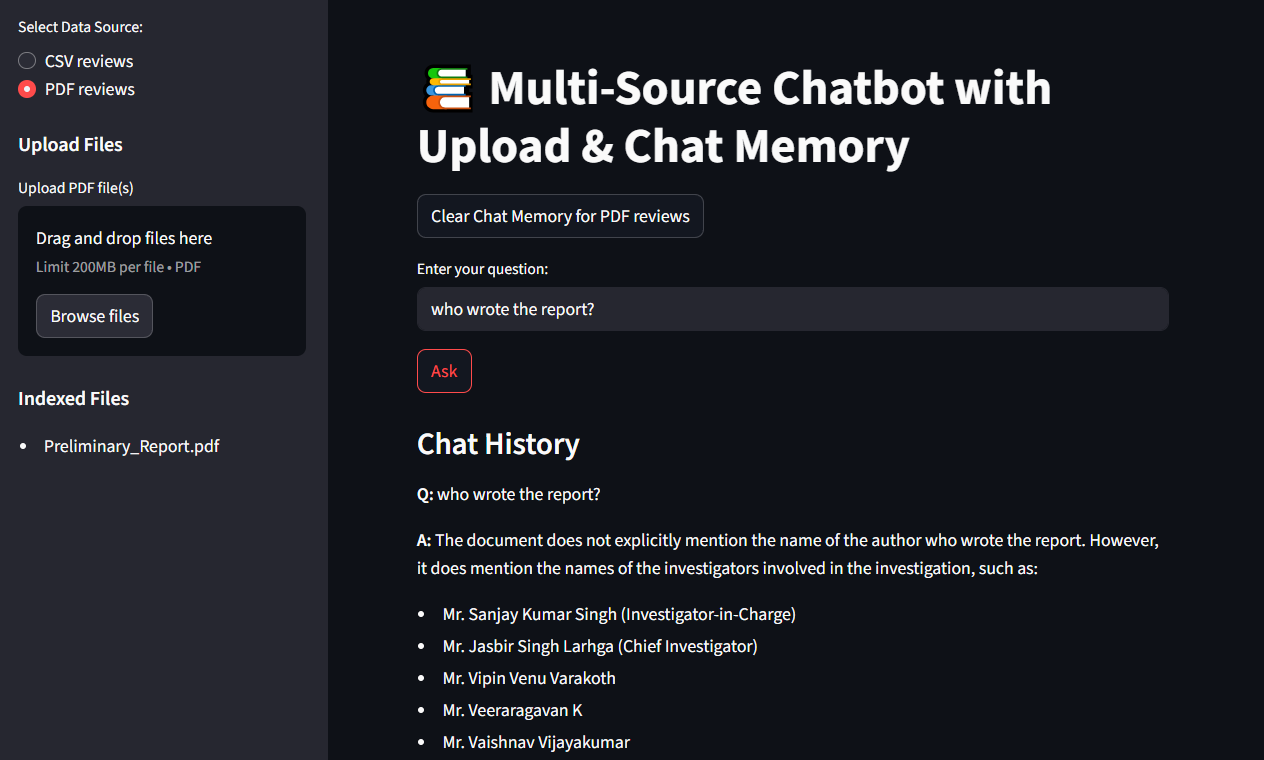 Select Data Source:
CSV reviews
PDF reviews
Upload Files
Upload PDF file(s)
Drag and drop files here
Limit 200MB per file • PDF
Browse files
Indexed Files
• Preliminary_Report.pdf
Multi-Source Chatbot with
Upload & Chat Memory
Clear Chat Memory for PDF reviews
Enter your question:
who wrote the report?
Ask
Chat History
Q: who wrote the report?
A: The document does not explicitly mention the name of the author who wrote the report. However,
it does mention the names of the investigators involved in the investigation, such as:
• Mr. Sanjay Kumar Singh (Investigator-in-Charge)
• Mr. Jasbir Singh Larhga (Chief Investigator)
• Mr. Vipin Venu Varakoth
• Mr. Veeraragavan K
• Mr. Vaishnav Vijayakumar